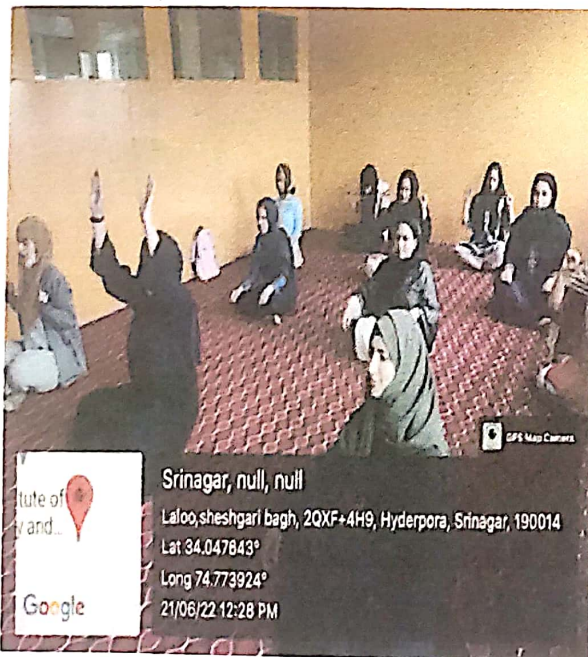 GPS Map Camera
Srinagar, null, null
Laloo,sheshgari bagh, 2QXF+4H9, Hyderpora, Srinagar, 190014
Lat 34.047643°
Long 74.773924°
21/06/22 12:28 PM
tute of
y and...
Google